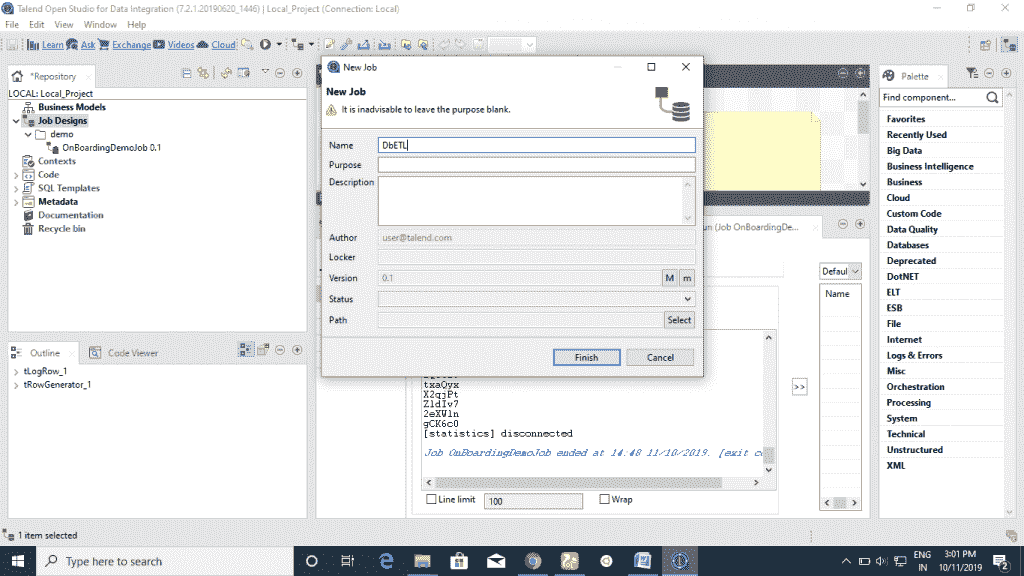 Talend Open Studio for Data Integration (7.2.1.20190620_1446) | Local_Project (Connection: Local)
File Edit View Window Help
Learn Ask Exchange Videos Cloud
*Repository
LOCAL: Local_Project
Business Models
Job Designs
demo
OnBoardingDemoJob 0.1
Contexts
Code
SQL Templates
Metadata
Documentation
Recycle bin
Outline Code Viewer
tLogRow_1
tRowGenerator_1
New Job
New Job
It is inadvisable to leave the purpose blank.
Name DbETL
Purpose
Description
Author user@talend.com
Locker
Version 0.1 M m
Status
Path Select
Finish Cancel
un (Job OnBoardingDe...
Defaul
Name
txaQyx
X2qjPt
ZldIv7
2eXWln
gCK6c0
[statistics] disconnected
Job OnBoardingDemoJob ended at 14:48 11/10/2019. [exit co
>>
Line limit 100 Wrap
Palette
Find component...
Favorites
Recently Used
Big Data
Business Intelligence
Business
Cloud
Custom Code
Data Quality
Databases
Deprecated
DotNET
ELT
ESB
File
Internet
Logs & Errors
Misc
Orchestration
Processing
System
Technical
Unstructured
XML
1 item selected
Type here to search
ENG
IN
3:01 PM
10/11/2019
2